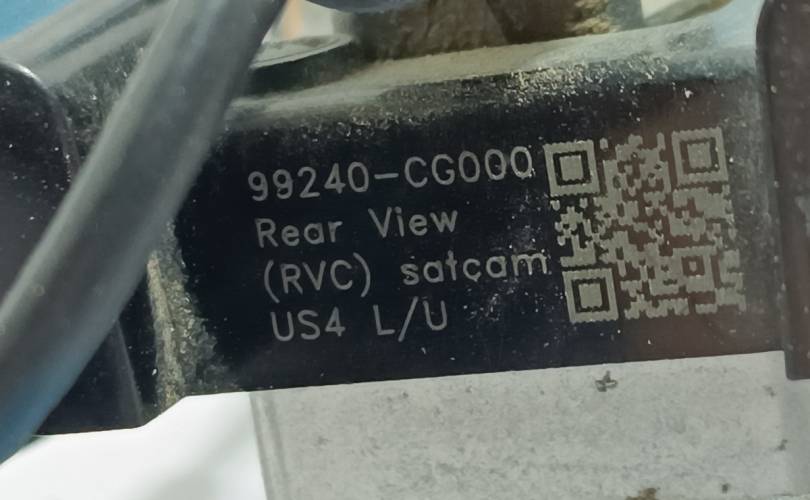 99240-CG000
Rear View
(RVC) satcam
US4 L/U